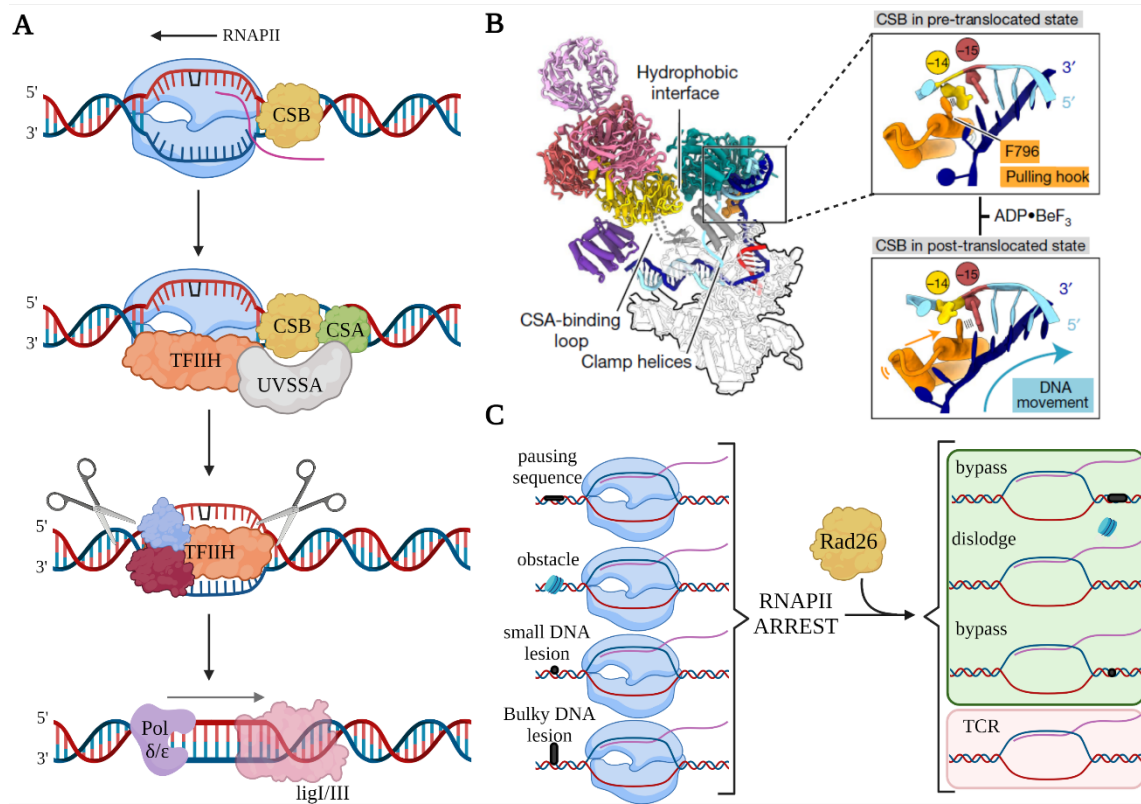 A
RNAPII
5'
3'
CSB
5'
3'
CSB
CSA
TFIIH
UVSSA
5'
3'
TFIIH
5'
3'
Pol
δ/ε
ligI/III
B
Hydrophobic
interface
CSA-binding
loop
Clamp helices
CSB in pre-translocated state
–14
–15
3′
5′
F796
Pulling hook
ADP•BeF3
CSB in post-translocated state
–14
–15
3′
5′
DNA
movement
C
pausing
sequence
obstacle
small DNA
lesion
Bulky DNA
lesion
RNAPII
ARREST
Rad26
bypass
dislodge
bypass
TCR